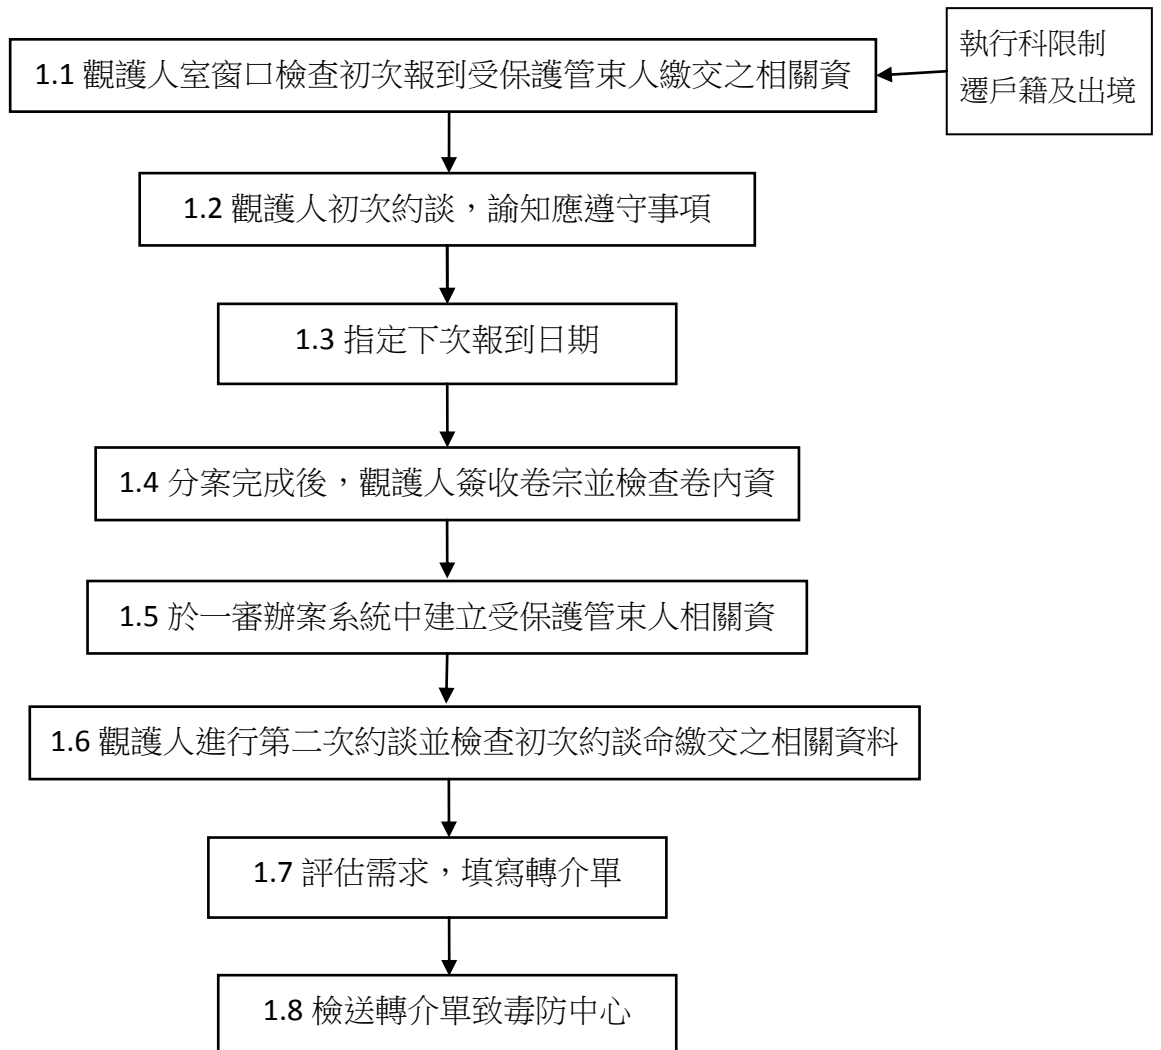 執行科限制
遷戶籍及出境
1.1 觀護人室窗口檢查初次報到受保護管束人繳交之相關資
1.2 觀護人初次約談，諭知應遵守事項
1.3 指定下次報到日期
1.4 分案完成後，觀護人簽收卷宗並檢查卷內資
1.5 於一審辦案系統中建立受保護管束人相關資
1.6 觀護人進行第二次約談並檢查初次約談命繳交之相關資料
1.7 評估需求，填寫轉介單
1.8 檢送轉介單致毒防中心